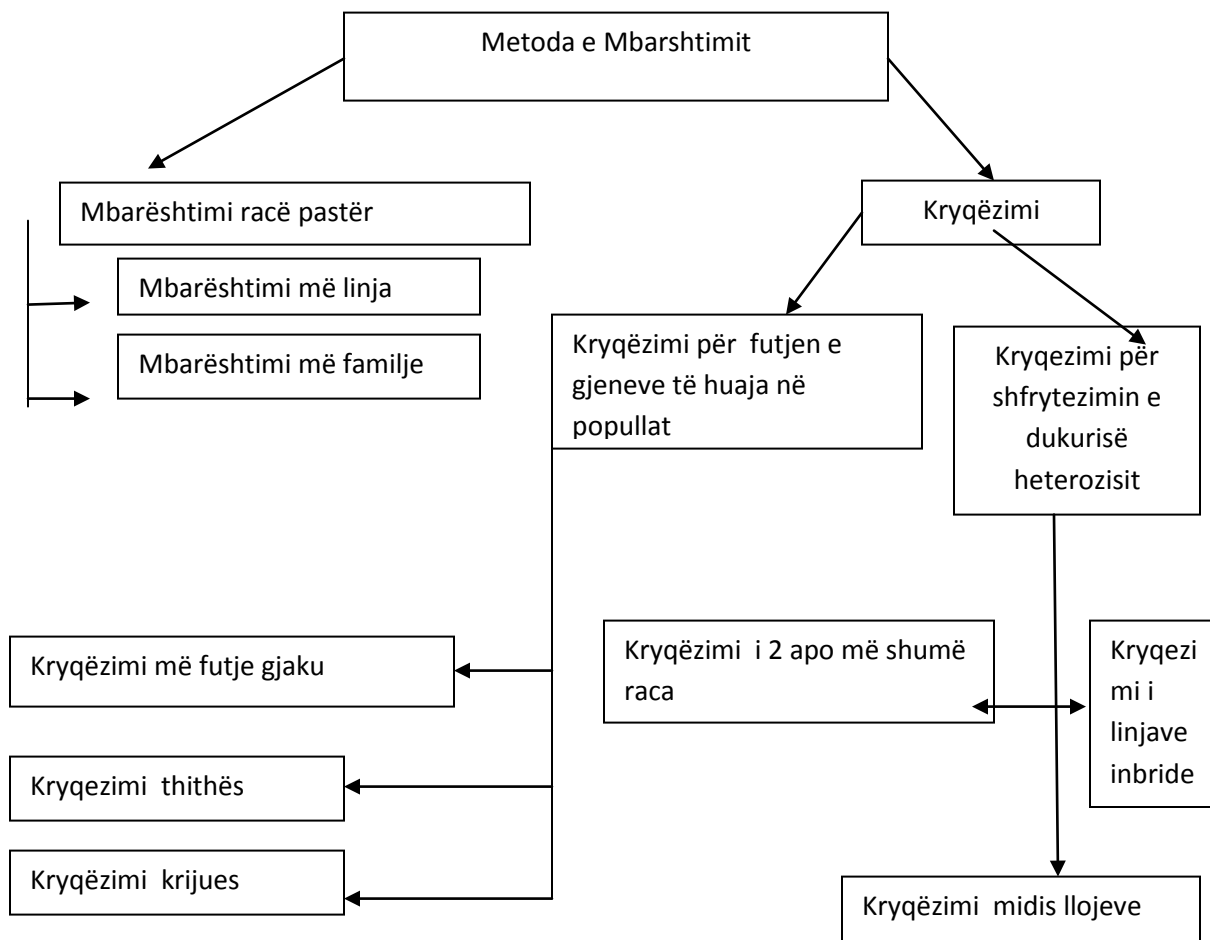 Metoda e Mbarshtimit
Mbarështimi racë pastër
Kryqëzimi
Mbarështimi më linja
Mbarështimi më familje
Kryqëzimi për futjen e
gjeneve të huaja në
popullat
Kryqezimi për
shfrytezimin e
dukurisë
heterozisit
Kryqëzimi më futje gjaku
Kryqëzimi i 2 apo më shumë
raca
Kryqezi
mi i
linjave
inbride
Kryqezimi thithës
Kryqëzimi krijues
Kryqëzimi midis llojeve